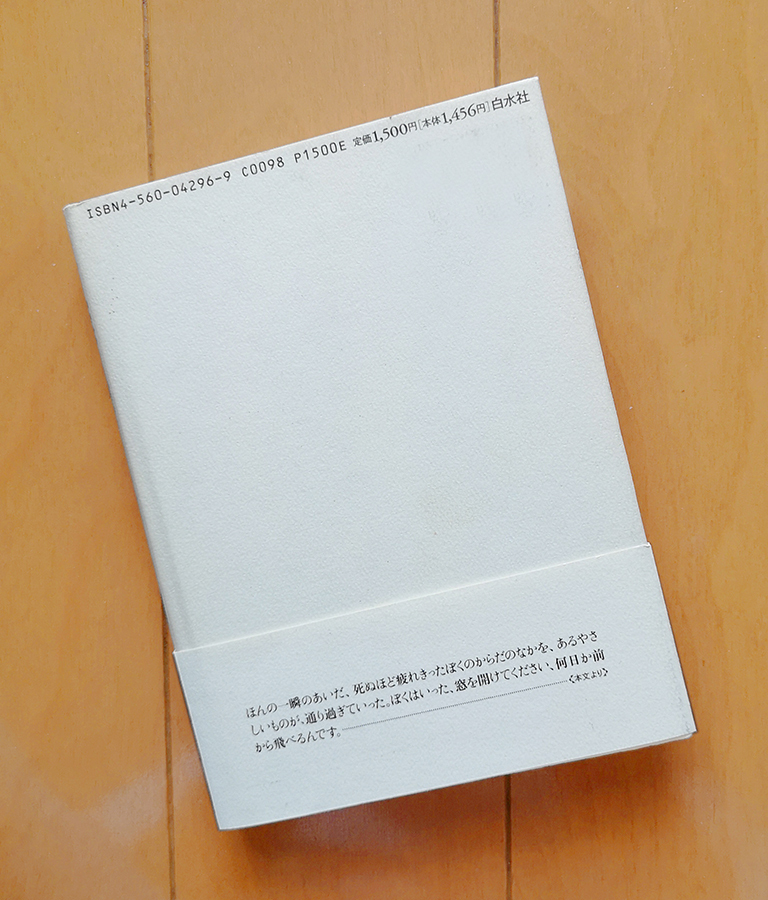 ISBN4-560-04296-9 C0098 P1500E 定価1,500円[本体1,456円]白水社
ほんの一瞬のあいだ、死ぬほど疲れきったぼくのからだのなかを、あるやさ
しいものが、通り過ぎていった。ぼくはいった、窓を開けてください、何日か前
から飛べるんです。…………〈本文より〉